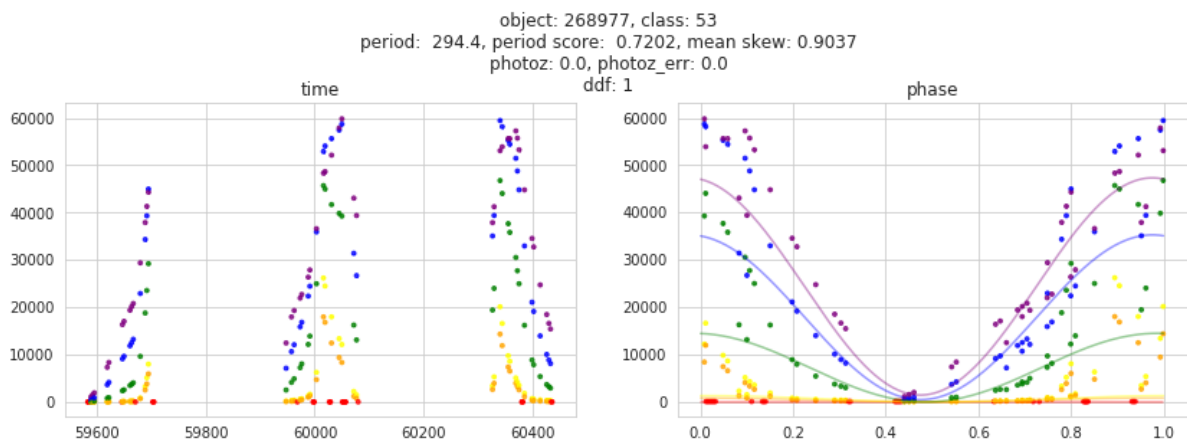 object: 268977, class: 53
period:  294.4, period score:  0.7202, mean skew: 0.9037
photoz: 0.0, photoz_err: 0.0
ddf: 1
time
phase
60000
50000
40000
30000
20000
10000
0
59600 59800 60000 60200 60400
60000
50000
40000
30000
20000
10000
0
0.0 0.2 0.4 0.6 0.8 1.0